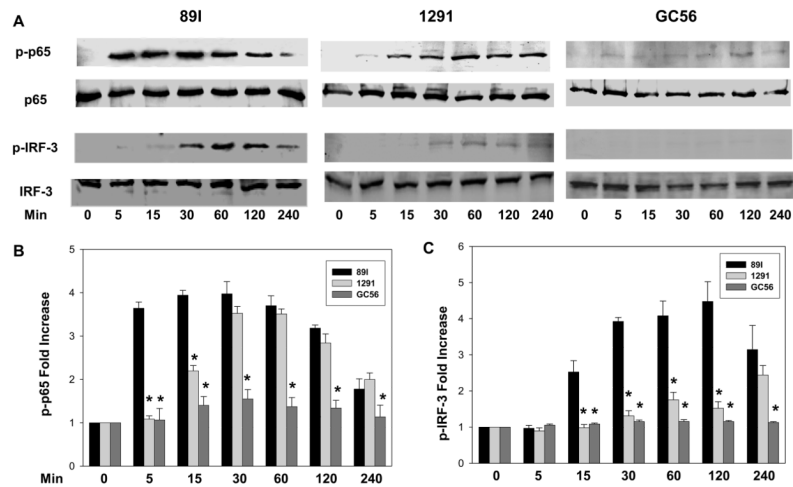 A 89I 1291 GC56
p-p65
p65
p-IRF-3
IRF-3
Min 0 5 15 30 60 120 240 0 5 15 30 60 120 240 0 5 15 30 60 120 240
B
p-p65 Fold Increase
5
4
3
2
1
0
89I
1291
GC56
* * * * * * * *
Min 0 5 15 30 60 120 240
C
p-IRF-3 Fold Increase
6
5
4
3
2
1
0
89I
1291
GC56
* * * * * * * * *
0 5 15 30 60 120 240